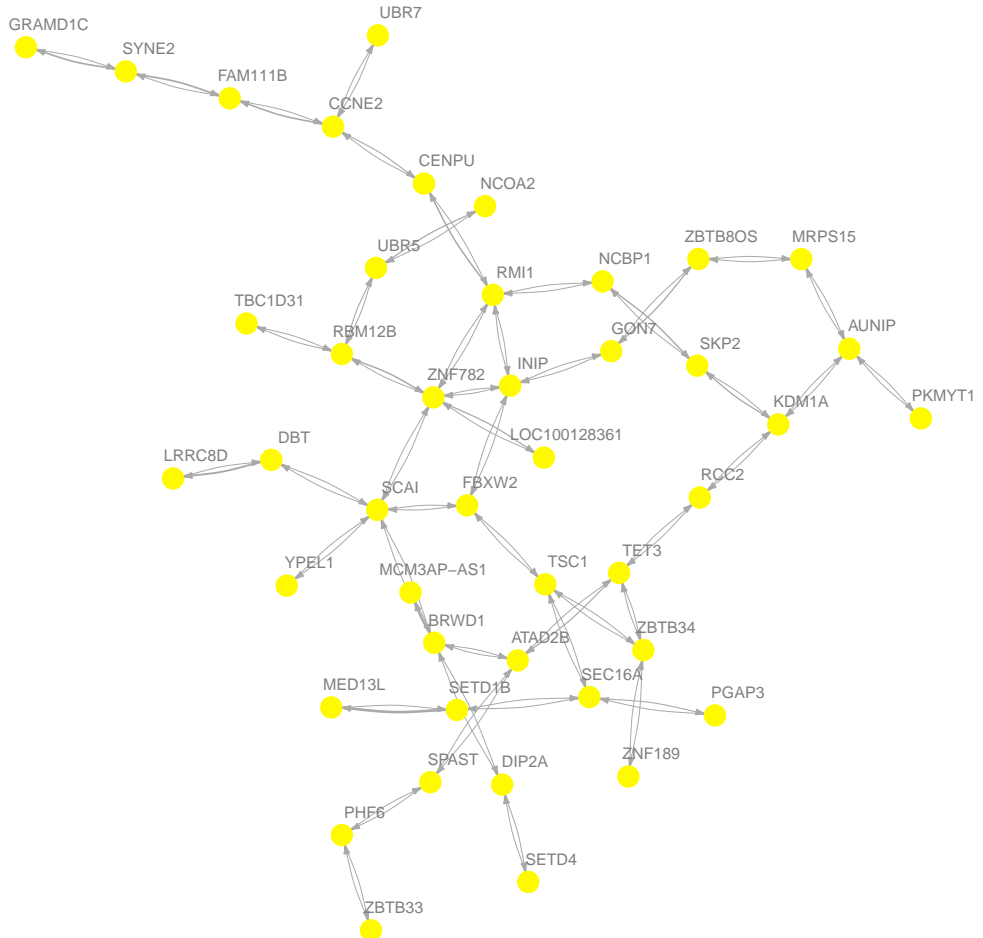 UBR7
GRAMD1C
SYNE2
FAM111B
CCNE2
CENPU
NCOA2
UBR5
ZBTB8OS
MRPS15
RMI1
NCBP1
TBC1D31
RBM12B
GON7
SKP2
AUNIP
INIP
ZNF782
PKMYT1
KDM1A
LOC100128361
DBT
LRRC8D
SCAI
FBXW2
RCC2
YPEL1
MCM3AP−AS1
TSC1
TET3
BRWD1
ATAD2B
ZBTB34
SEC16A
MED13L
SETD1B
PGAP3
SPAST
DIP2A
ZNF189
PHF6
SETD4
ZBTB33